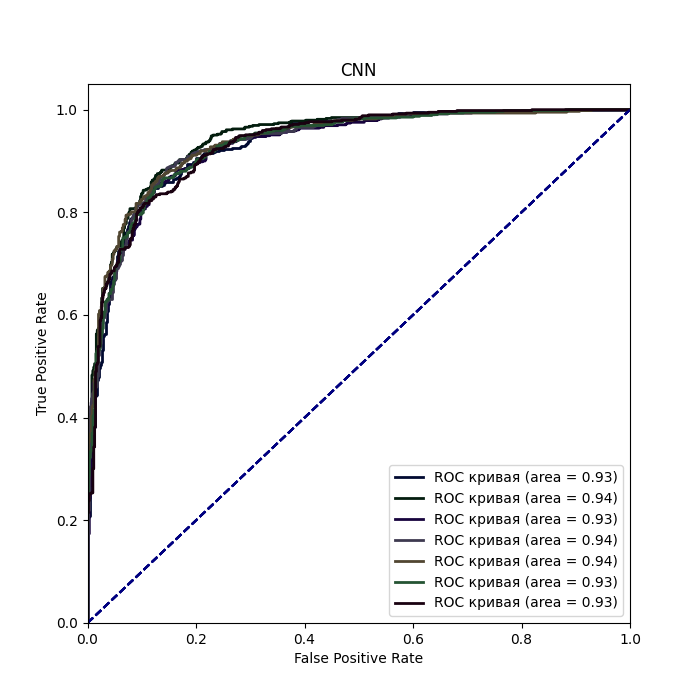 CNN
True Positive Rate
1.0
0.8
0.6
0.4
0.2
0.0
ROC кривая (area = 0.93)
ROC кривая (area = 0.94)
ROC кривая (area = 0.93)
ROC кривая (area = 0.94)
ROC кривая (area = 0.94)
ROC кривая (area = 0.93)
ROC кривая (area = 0.93)
0.0 0.2 0.4 0.6 0.8 1.0
False Positive Rate